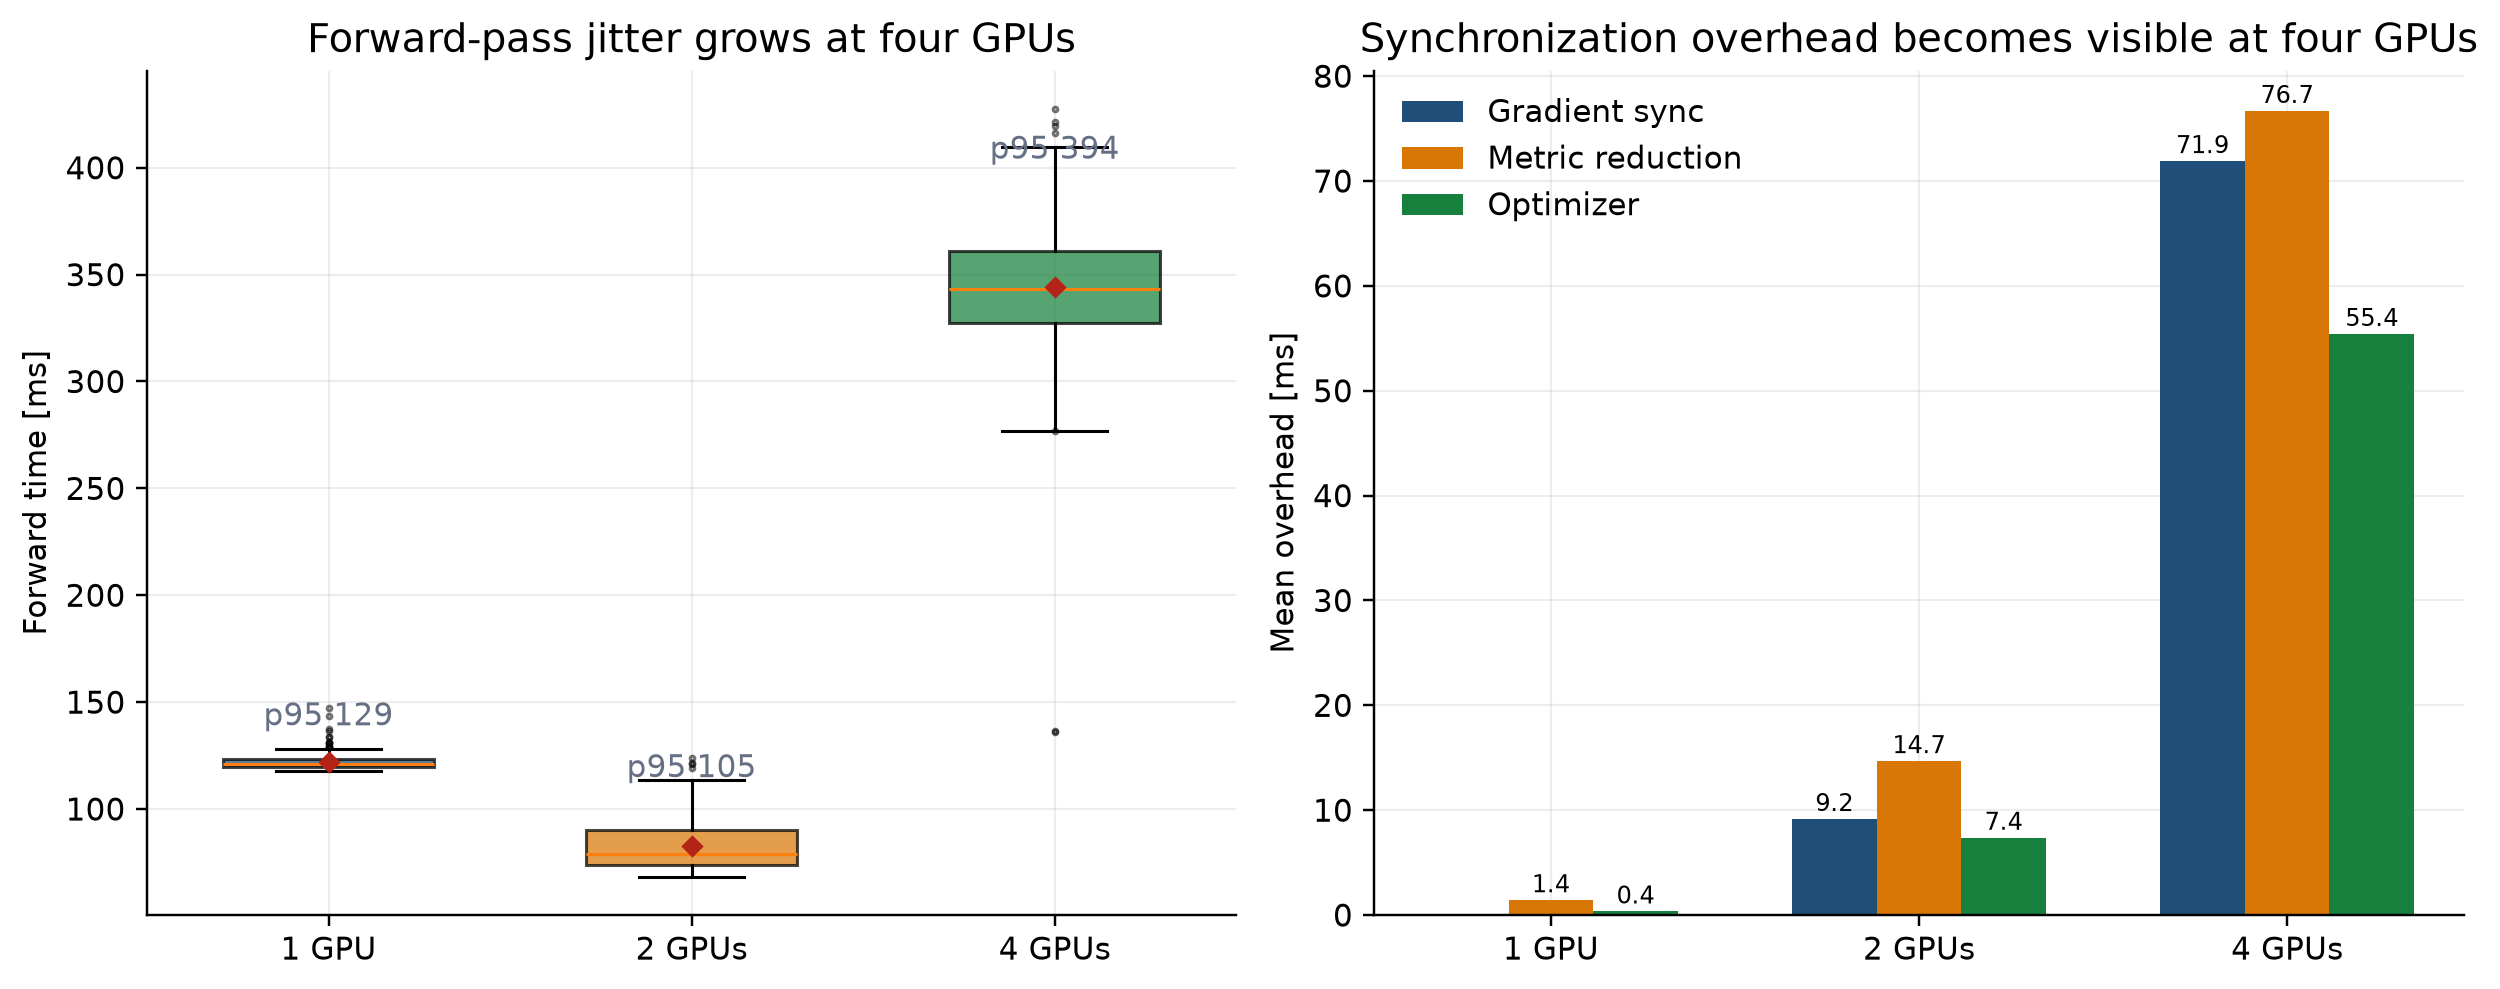 Forward-pass jitter grows at four GPUs
Forward time [ms]
400
350
300
250
200
150
100
p95 129
p95 105
p95 394
1 GPU
2 GPUs
4 GPUs
Synchronization overhead becomes visible at four GPUs
Mean overhead [ms]
80
70
60
50
40
30
20
10
0
Gradient sync
Metric reduction
Optimizer
1.4
0.4
9.2
14.7
7.4
71.9
76.7
55.4
1 GPU
2 GPUs
4 GPUs